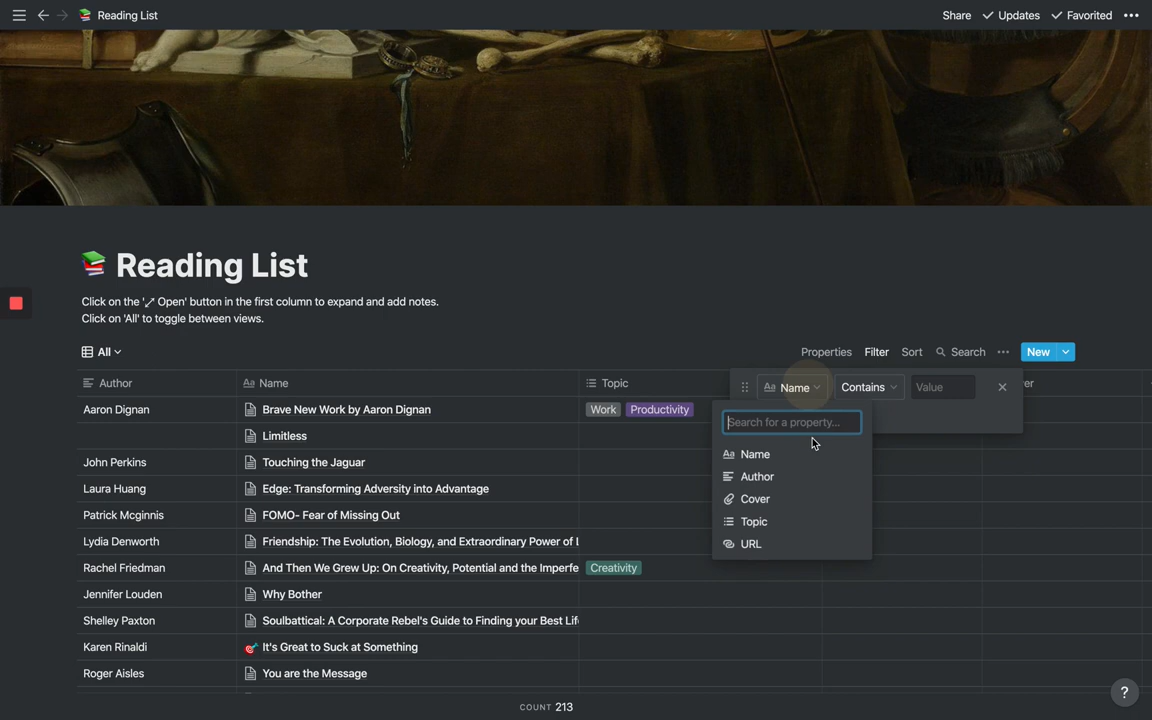 Reading List
Share
Updates
Favorited
Reading List
Click on the '⤢ Open' button in the first column to expand and add notes.
Click on 'All' to toggle between views.
All
Properties
Filter
Sort
Search
New
Author
Aa Name
Topic
er
Aa Name
Contains
Value
Search for a property...
Aa Name
Author
Cover
Topic
URL
Aaron Dignan
Brave New Work by Aaron Dignan
Work
Productivity
Limitless
John Perkins
Touching the Jaguar
Laura Huang
Edge: Transforming Adversity into Advantage
Patrick Mcginnis
FOMO- Fear of Missing Out
Lydia Denworth
Friendship: The Evolution, Biology, and Extraordinary Power of
Rachel Friedman
And Then We Grew Up: On Creativity, Potential and the Imperfe
Creativity
Jennifer Louden
Why Bother
Shelley Paxton
Soulbattical: A Corporate Rebel's Guide to Finding your Best Lif
Karen Rinaldi
It's Great to Suck at Something
Roger Aisles
You are the Message
COUNT 213
?